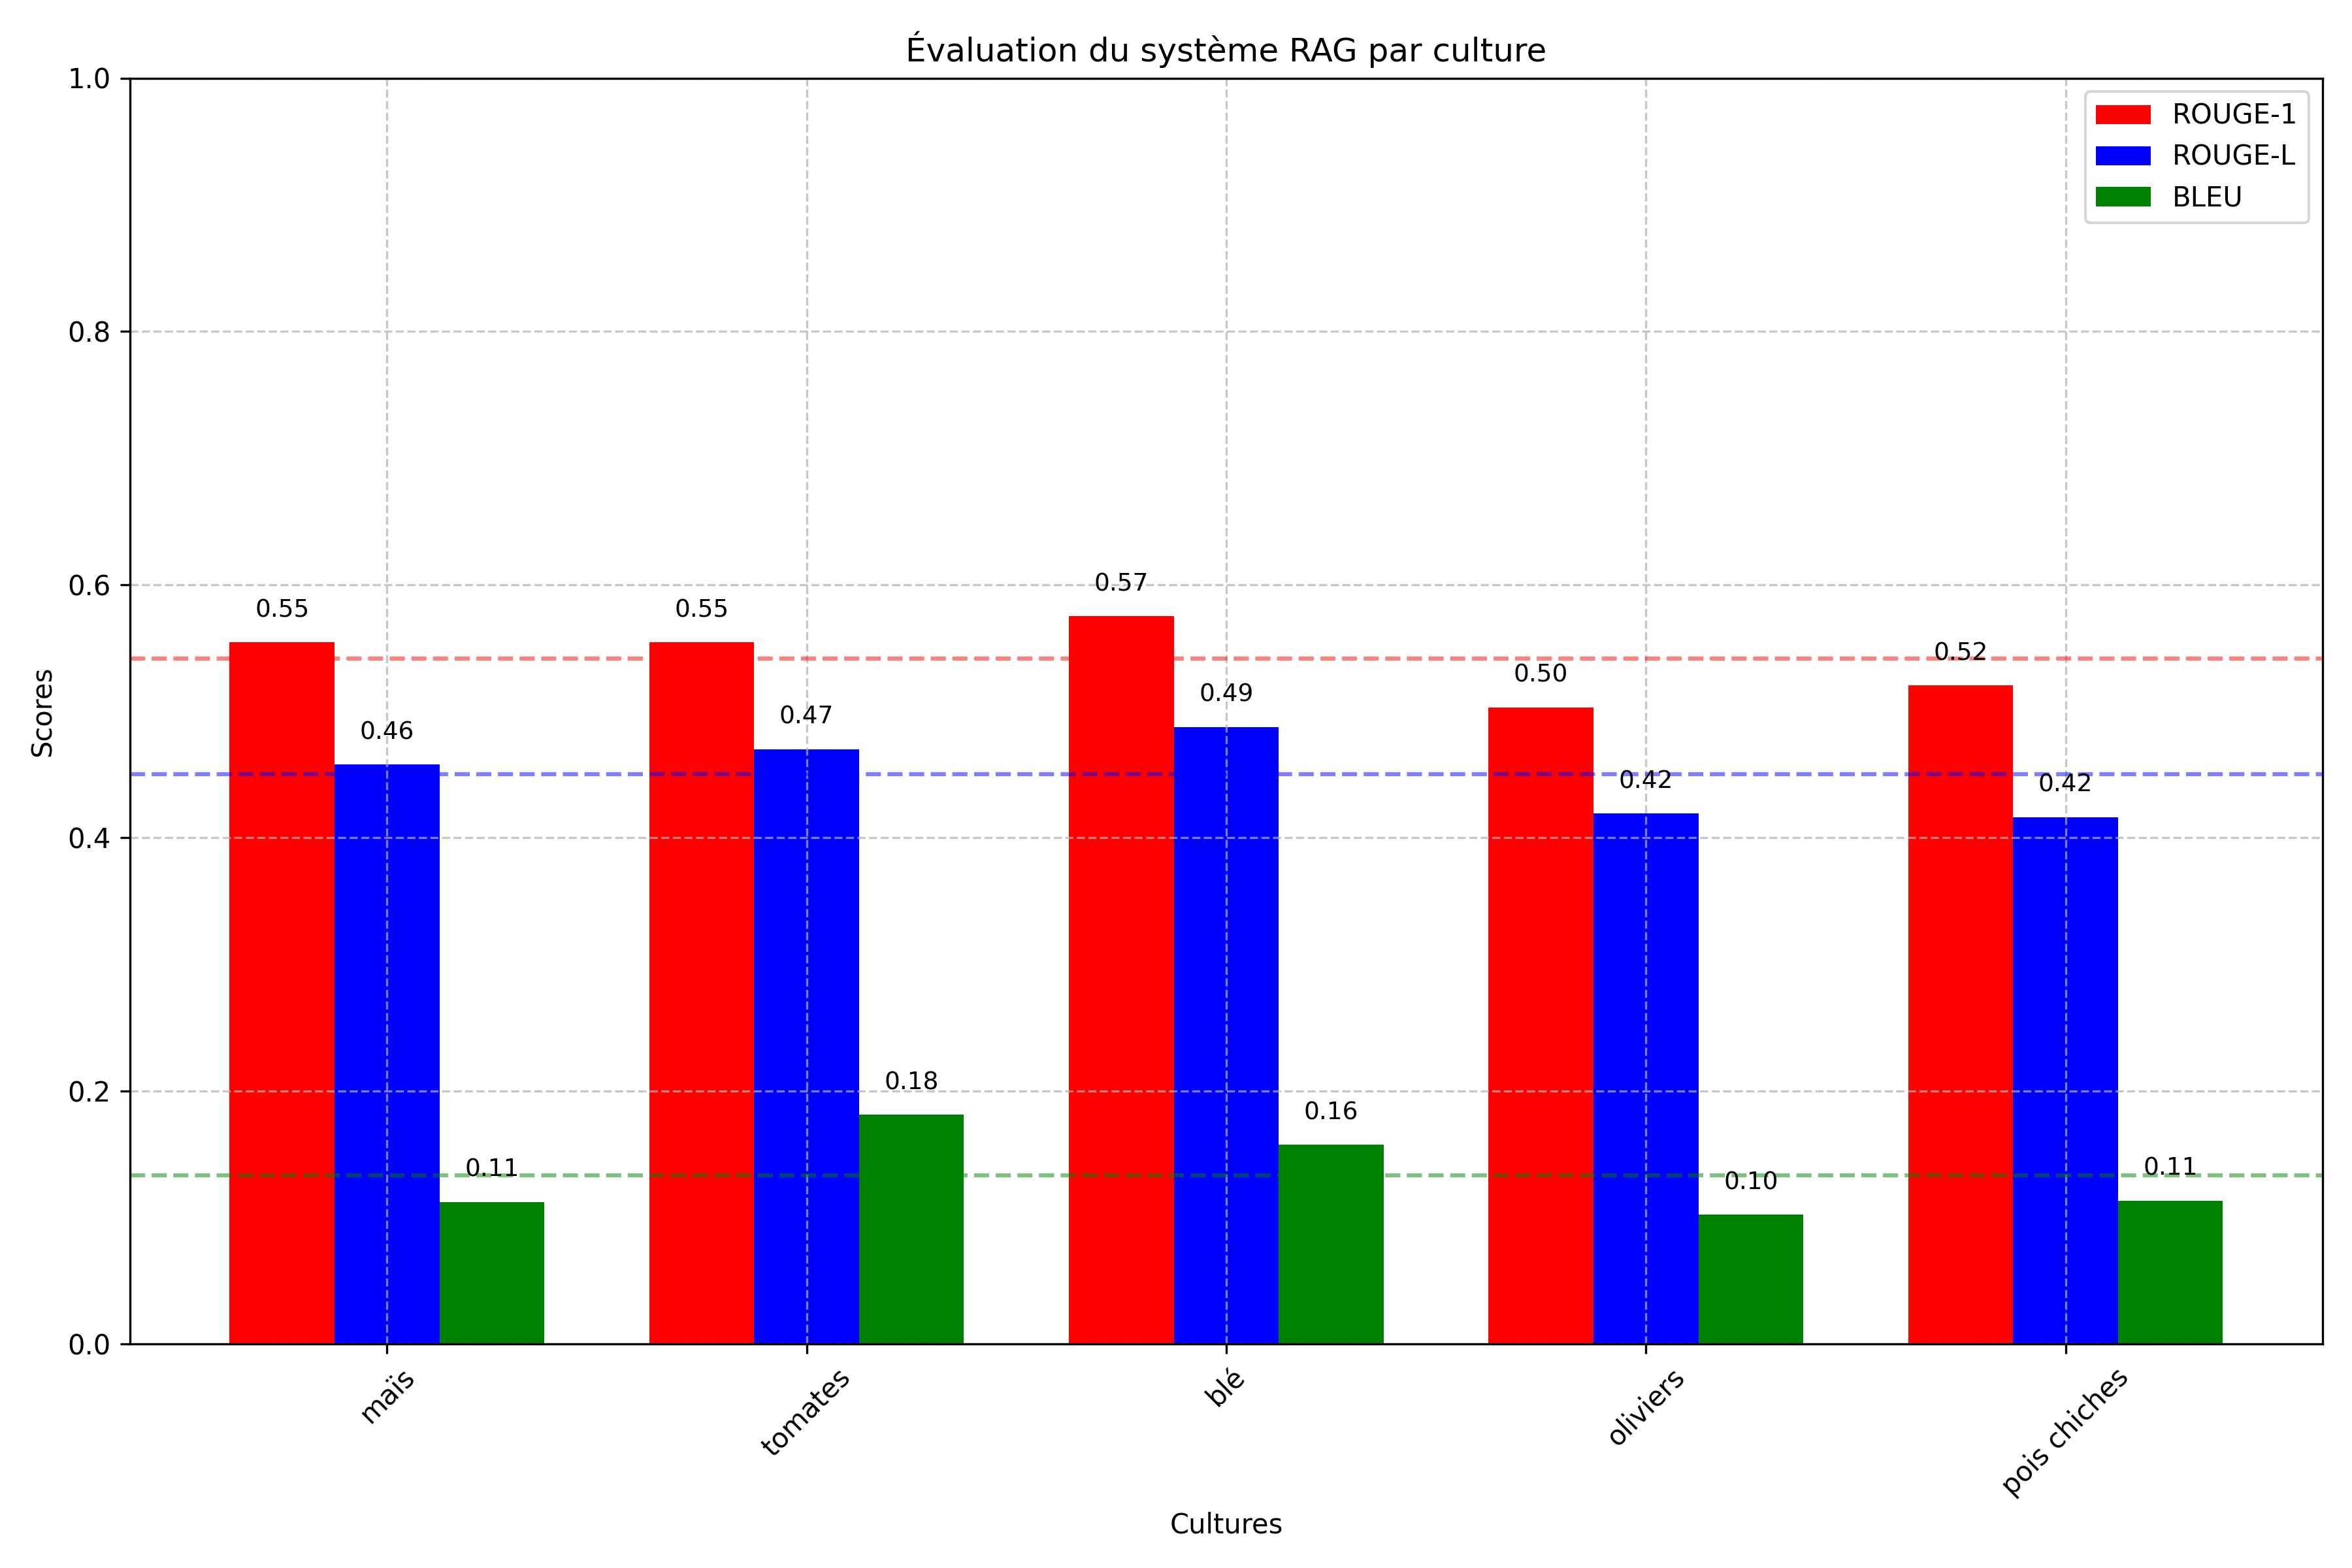 Évaluation du système RAG par culture
ROUGE-1
ROUGE-L
BLEU
Scores
1.0
0.8
0.6
0.4
0.2
0.0
0.55
0.46
0.11
0.55
0.47
0.18
0.57
0.49
0.16
0.50
0.42
0.10
0.52
0.42
0.11
maïs
tomates
blé
oliviers
pois chiches
Cultures